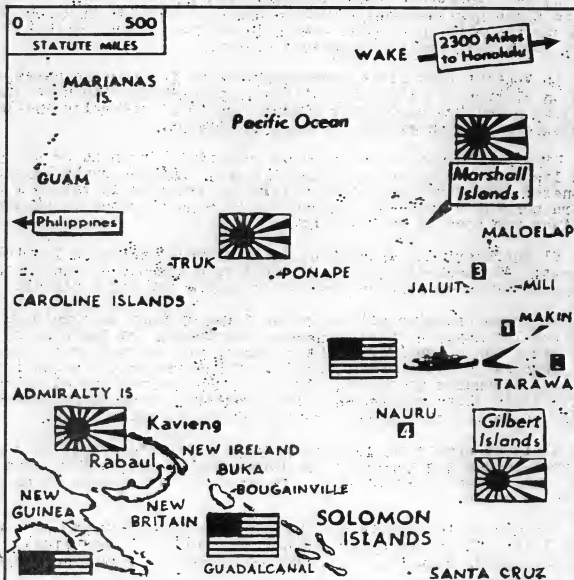 0 500
STATUTE MILES
WAKE
2300 Miles
to Honolulu
MARIANAS
IS.
Pacific Ocean
GUAM
Marshall
Islands
Philippines
MALOELAP
TRUK
PONAPE
3
JALUIT
MILI
CAROLINE ISLANDS
MAKIN
1
2
TARAWA
ADMIRALTY IS
NAURU
4
Gilbert
Islands
Kavieng
Rabaul
NEW IRELAND
BUKA
BOUGAINVILLE
NEW
GUINEA
NEW
BRITAIN
SOLOMON
ISLANDS
GUADALCANAL
SANTA CRUZ